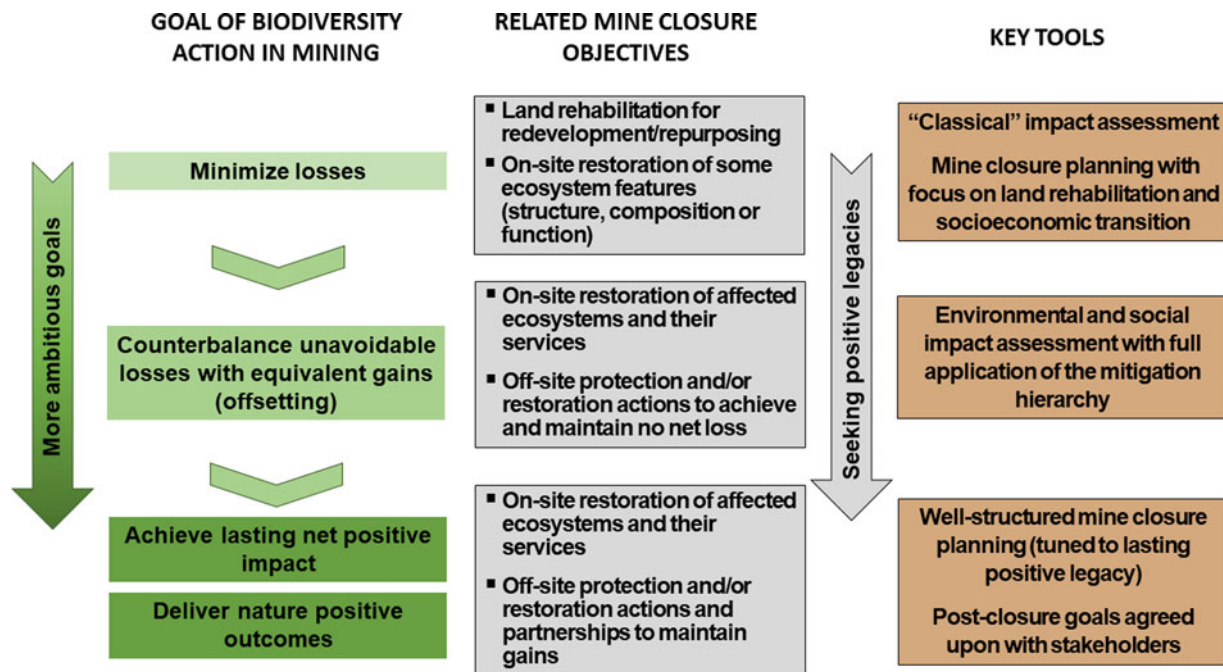 GOAL OF BIODIVERSITY
ACTION IN MINING
RELATED MINE CLOSURE
OBJECTIVES
KEY TOOLS
More ambitious goals
Minimize losses
▪ Land rehabilitation for
redevelopment/repurposing
▪ On-site restoration of some
ecosystem features
(structure, composition or
function)
Seeking positive legacies
“Classical” impact assessment
Mine closure planning with
focus on land rehabilitation and
socioeconomic transition
Counterbalance unavoidable
losses with equivalent gains
(offsetting)
▪ On-site restoration of affected
ecosystems and their
services
▪ Off-site protection and/or
restoration actions to achieve
and maintain no net loss
Environmental and social
impact assessment with full
application of the mitigation
hierarchy
Achieve lasting net positive
impact
Deliver nature positive
outcomes
▪ On-site restoration of affected
ecosystems and their
services
▪ Off-site protection and/or
restoration actions and
partnerships to maintain
gains
Well-structured mine closure
planning (tuned to lasting
positive legacy)
Post-closure goals agreed
upon with stakeholders